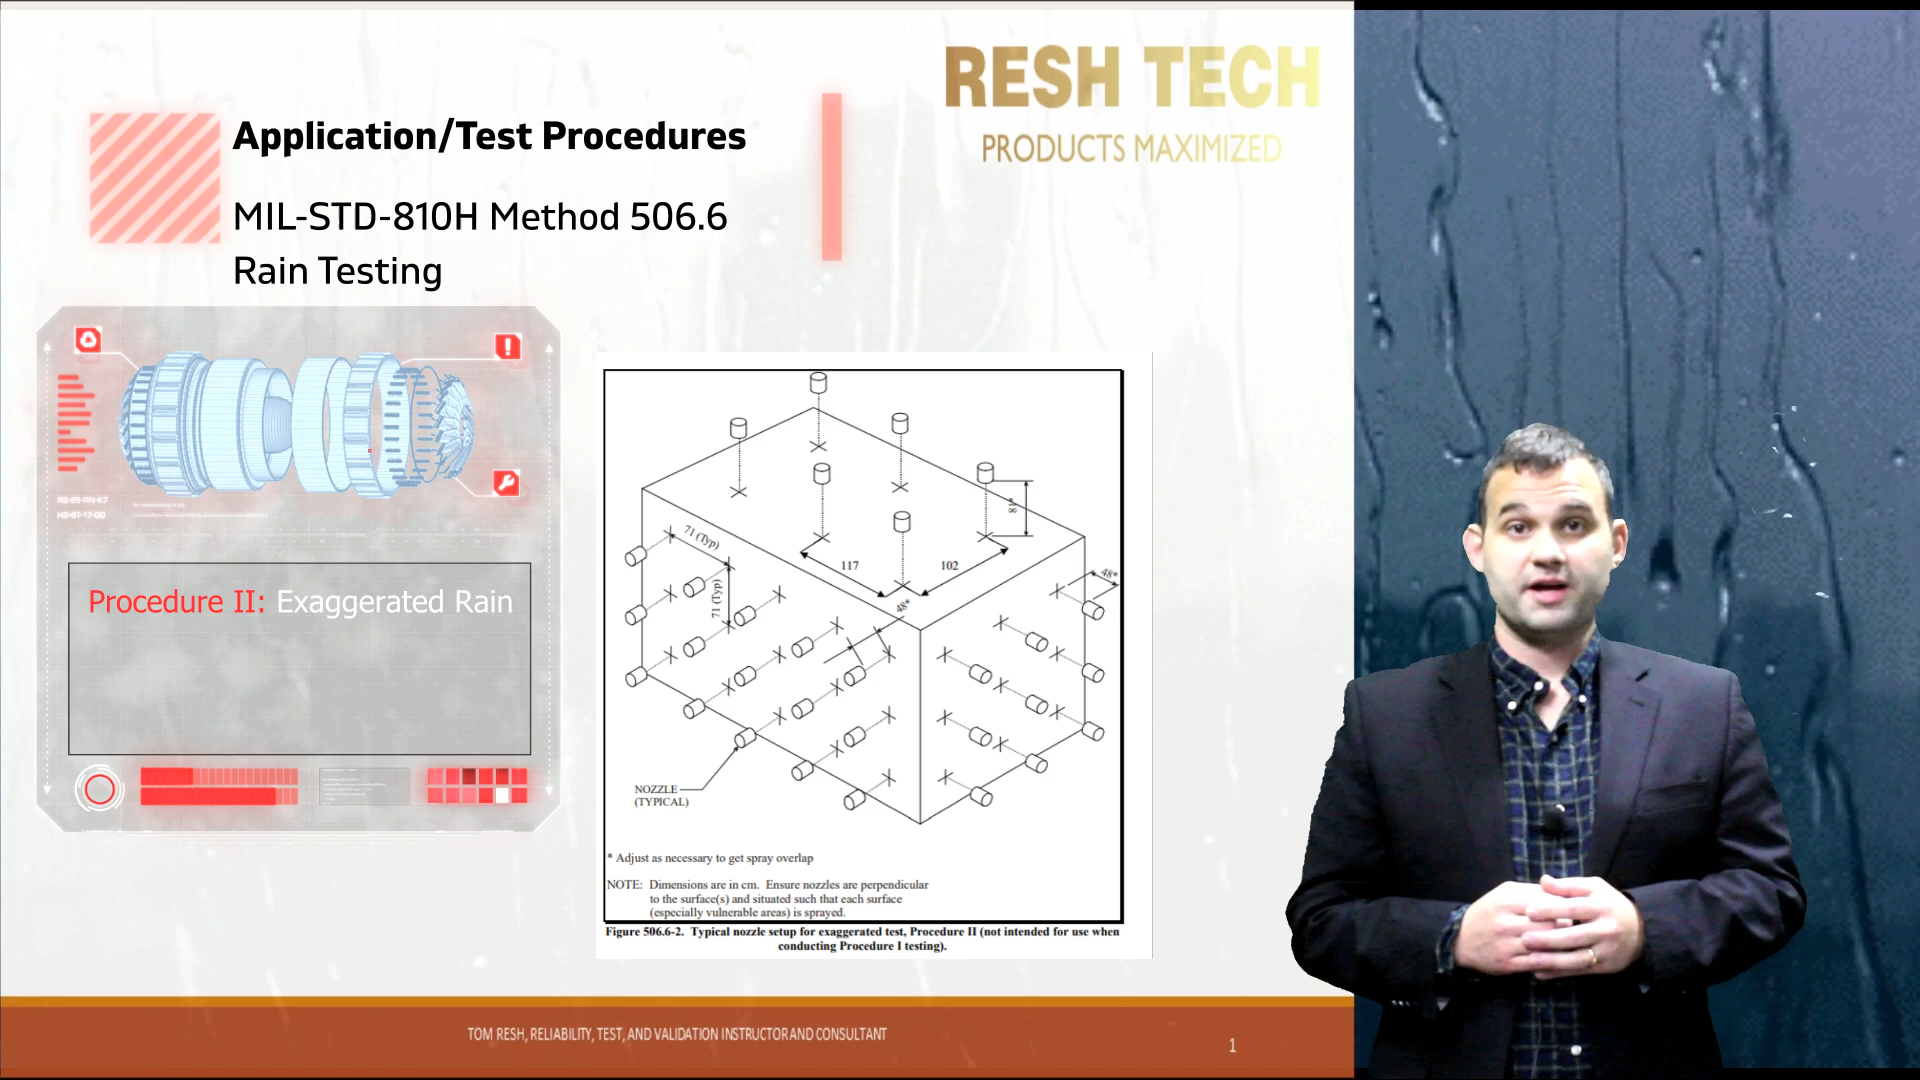 RESH TECH
PRODUCTS MAXIMIZED
Application/Test Procedures
MIL-STD-810H Method 506.6
Rain Testing
Procedure II: Exaggerated Rain
81*
71 (Typ)
71 (Typ)
117
102
48*
48*
NOZZLE
(TYPICAL)
* Adjust as necessary to get spray overlap
NOTE: Dimensions are in cm. Ensure nozzles are perpendicular
to the surface(s) and situated such that each surface
(especially vulnerable areas) is sprayed.
Figure 506.6-2. Typical nozzle setup for exaggerated test, Procedure II (not intended for use when
conducting Procedure I testing).
TOM RESH, RELIABILITY, TEST, AND VALIDATION INSTRUCTOR AND CONSULTANT
1